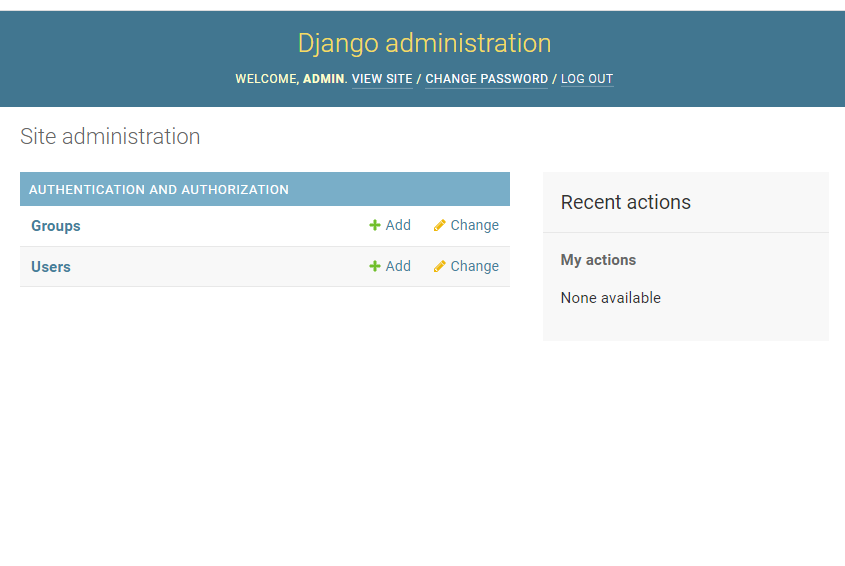 Django administration
WELCOME, ADMIN. VIEW SITE / CHANGE PASSWORD / LOG OUT
Site administration
AUTHENTICATION AND AUTHORIZATION
Groups Add Change
Users Add Change
Recent actions
My actions
None available